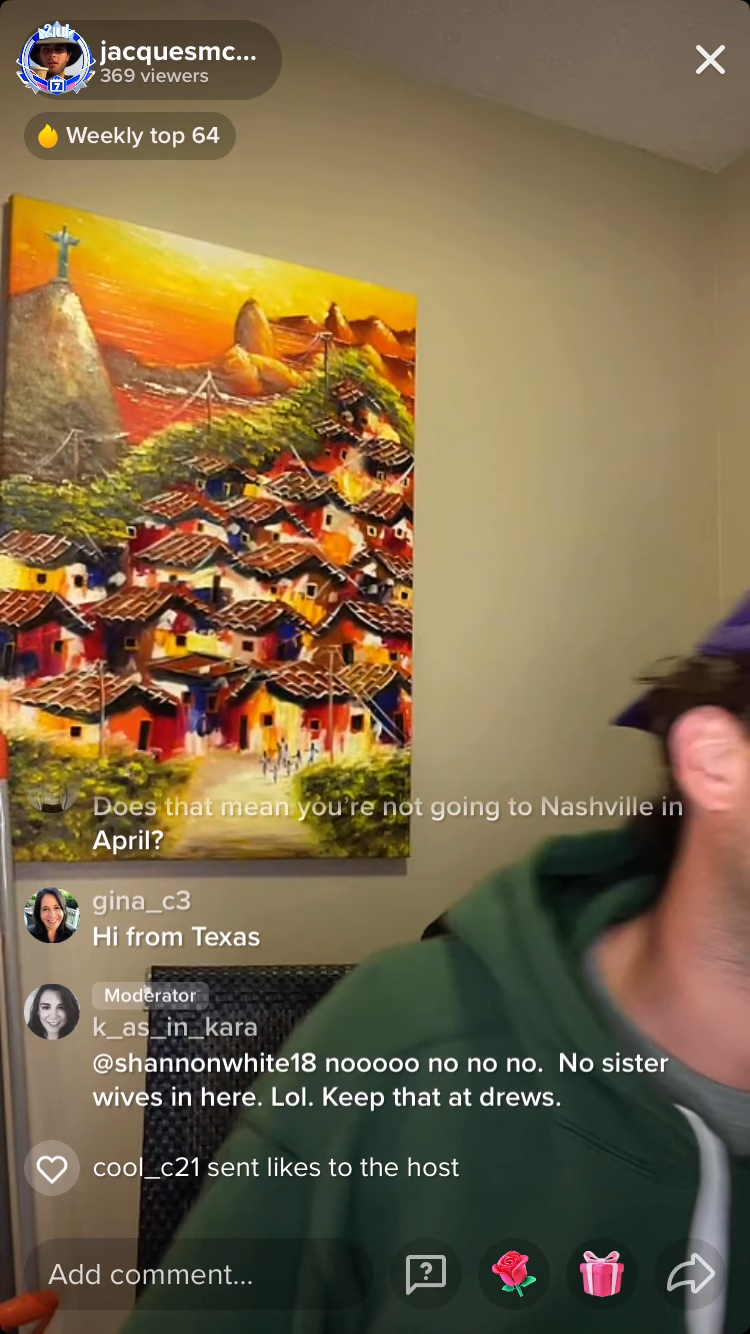 2nd
7
jacquesmc...
369 viewers
Weekly top 64
Does that mean you're not going to Nashville in
April?
gina_c3
Hi from Texas
Moderator
k_as_in_kara
@shannonwhite18 nooooo no no no.  No sister
wives in here. Lol. Keep that at drews.
cool_c21 sent likes to the host
Add comment...
?